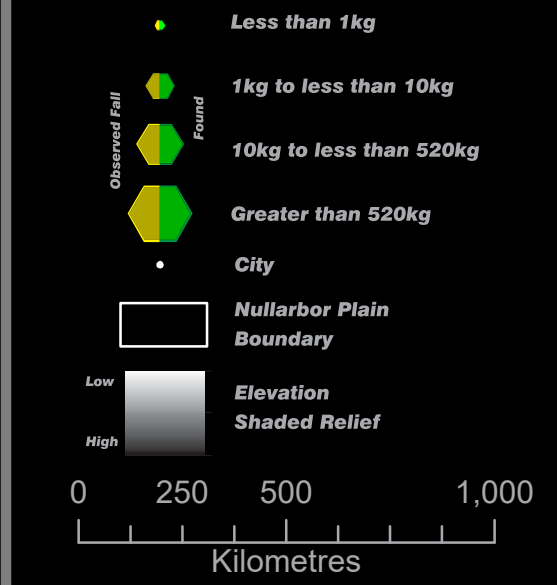 Less than 1kg
Observed Fall
Found
1kg to less than 10kg
10kg to less than 520kg
Greater than 520kg
City
Nullarbor Plain
Boundary
Low
High
Elevation
Shaded Relief
0 250 500 1,000
Kilometres